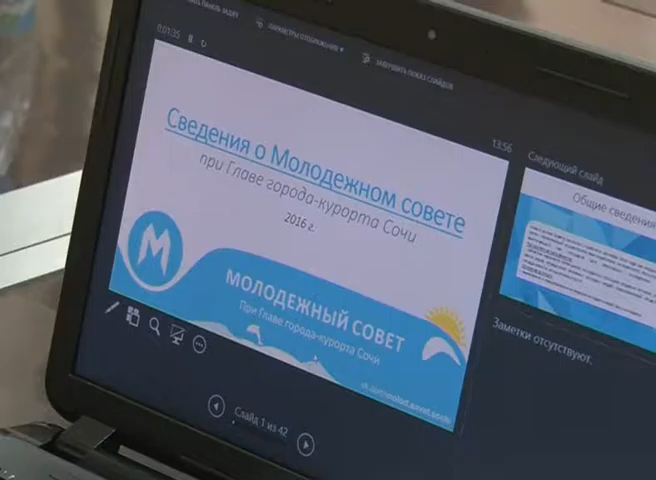 ПАРАМЕТРЫ ОТОБРАЖЕНИЯ
ЗАВЕРШИТЬ ПОКАЗ СЛАЙДОВ
0:01:35
13:56
Сведения о Молодежном совете
при Главе города-курорта Сочи
2016 г.
М
МОЛОДЕЖНЫЙ СОВЕТ
При Главе города-курорта Сочи
Слайд 1 из 42
Следующий слайд
Общие сведения
Заметки отсутствуют.